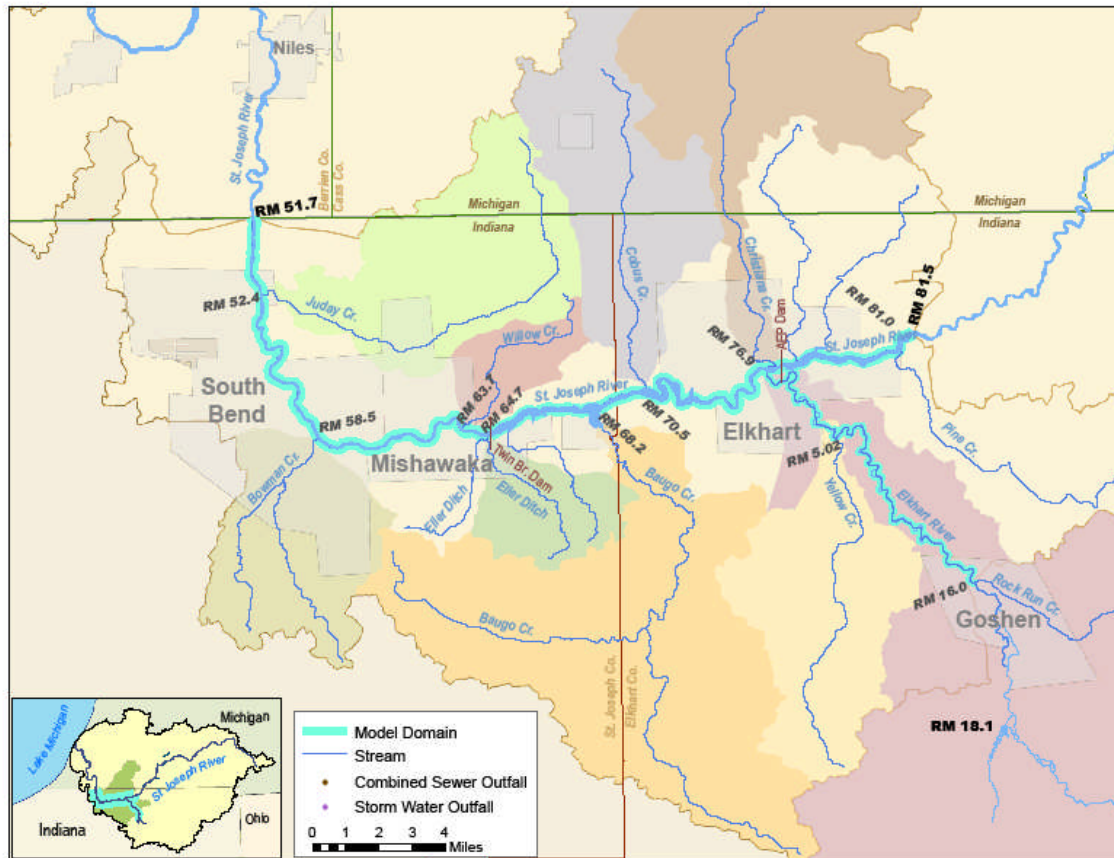 Niles
St. Joseph River
Berrien Co.
Cass Co.
RM 51.7
Michigan
Indiana
Michigan
Indiana
RM 52.4
Juday Cr.
Cobus Cr.
Christiana Cr.
AEP Dam
RM 81.0
RM 81.5
St. Joseph River
Willow Cr.
RM 76.9
South
Bend
RM 58.5
RM 63.7
RM 64.7
St. Joseph River
RM 70.5
RM 68.2
Elkhart
Mishawaka
Twin Br. Dam
RM 5.02
Pine Cr.
Bowman Cr.
Eller Ditch
Eller Ditch
Baugo Cr.
Yellow Cr.
Elkhart River
RM 16.0
Rock Run Cr.
Goshen
Baugo Cr.
St. Joseph Co.
Elkhart Co.
RM 18.1
Lake Michigan
Michigan
St Joseph River
Indiana
Ohio
Model Domain
Stream
Combined Sewer Outfall
Storm Water Outfall
0 1 2 3 4
Miles